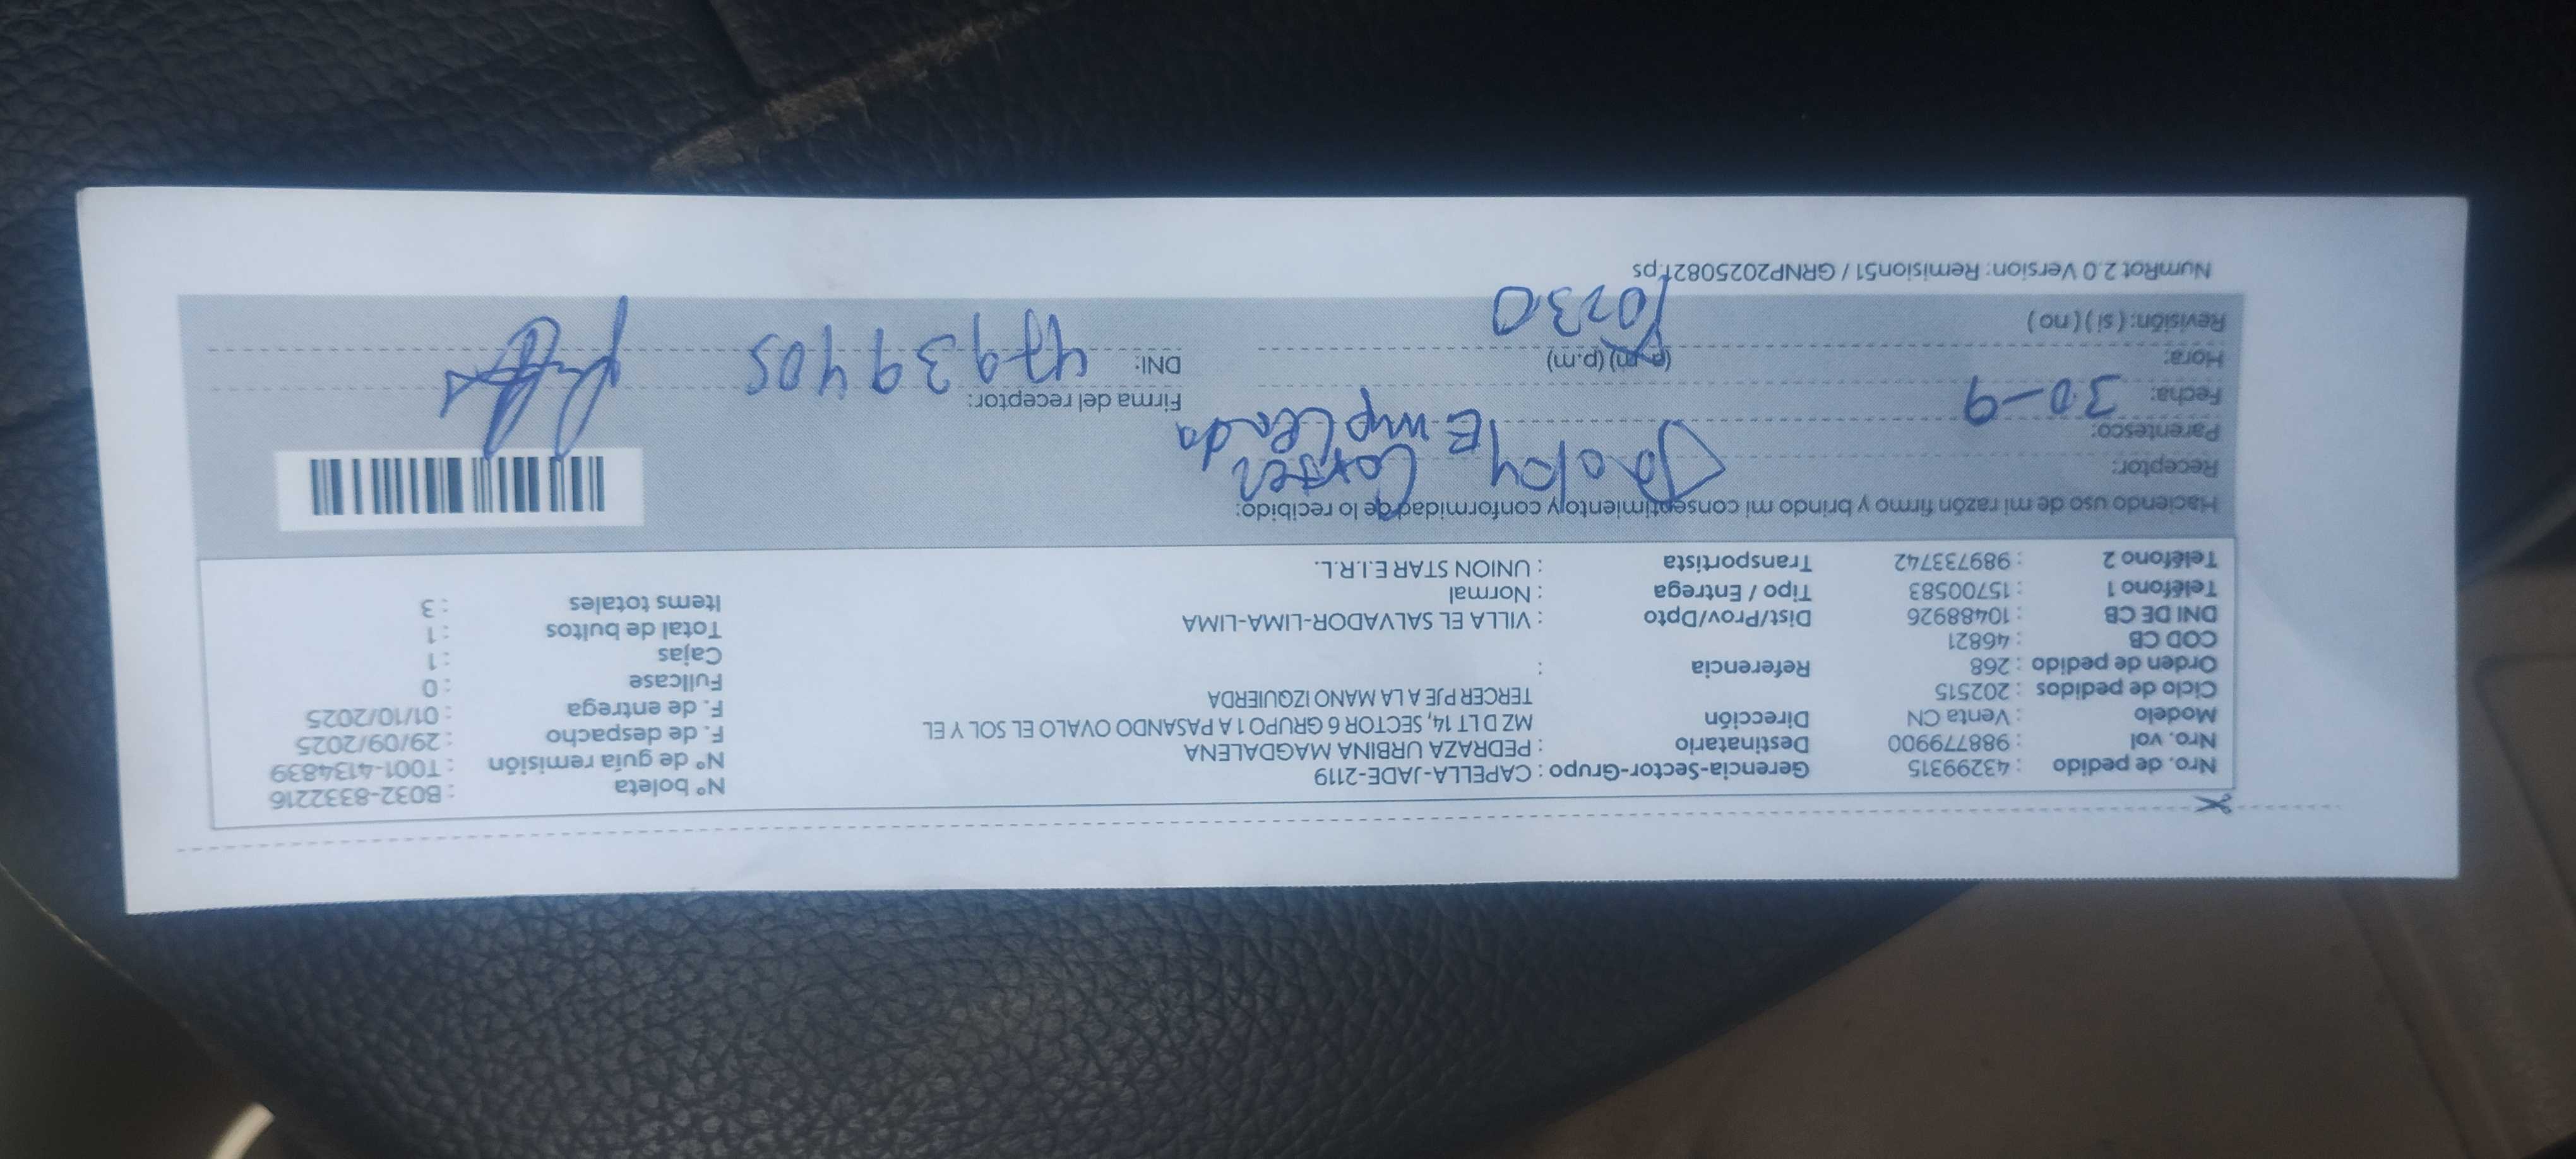 Nro. de pedido : 43299315 Gerencia-Sector-Grupo : CAPELLA-JADE-2119 N° boleta : B032-8332216
Nro. vol : 988779900 Destinatario : PEDRAZA URBINA MAGDALENA N° de guía remisión : T001-4134839
Modelo : Venta CN Dirección MZ D LT 14, SECTOR 6 GRUPO 1 A PASANDO OVALO EL SOL Y EL F. de despacho : 29/09/2025
Ciclo de pedidos : 202515 TERCER PJE A LA MANO IZQUIERDA F. de entrega : 01/10/2025
Orden de pedido : 268 Referencia : Fullcase : 0
COD CB : 46821 Cajas : 1
DNI DE CB : 10488926 Dist/Prov/Dpto : VILLA EL SALVADOR-LIMA-LIMA Total de bultos : 1
Teléfono 1 : 15700583 Tipo / Entrega : Normal Items totales : 3
Teléfono 2 : 989733742 Transportista : UNION STAR E.I.R.L.
Haciendo uso de mi razón firmo y brindo mi consentimiento y conformidad de lo recibido:
Receptor:
Parentesco: Empleada
Fecha: 30-9 Firma del receptor:
Hora: 10:30 (a.m) (p.m) DNI: 47939405
Revisión: ( si ) ( no )
NumRot 2.0 Version: Remision51 / GRNP20250821.ps